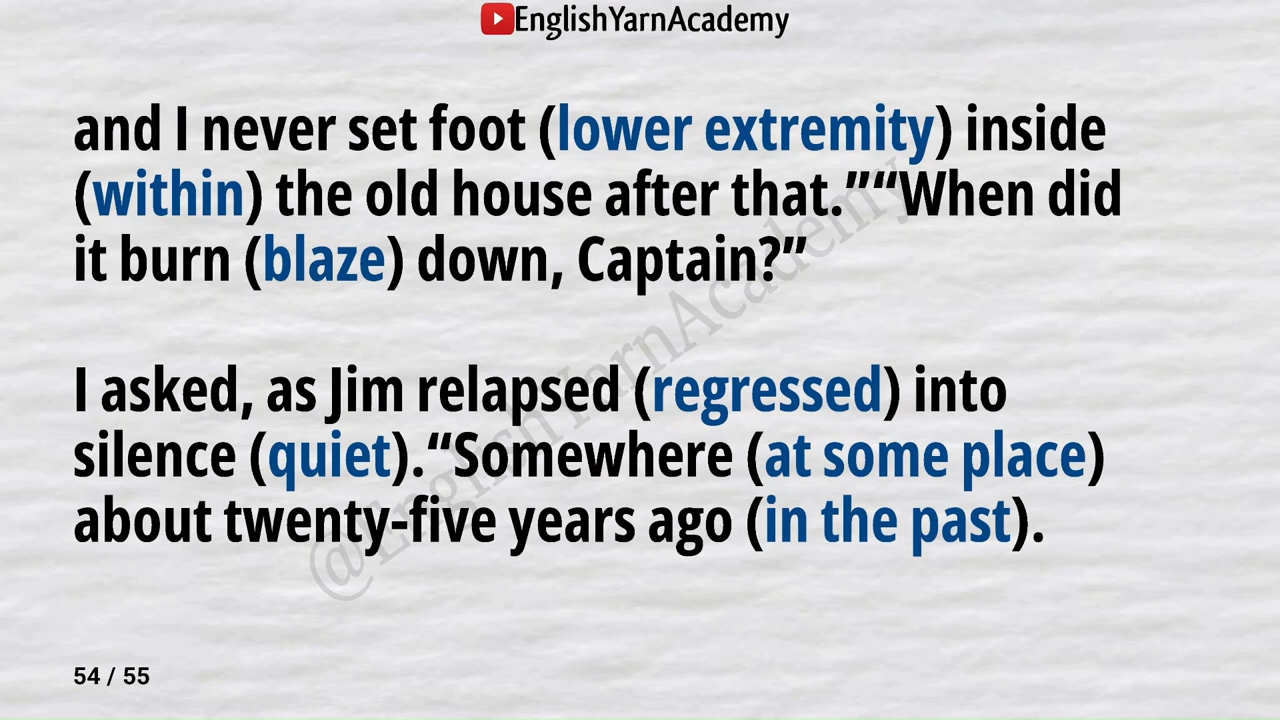 EnglishYarnAcademy
and I never set foot (lower extremity) inside
(within) the old house after that.”“When did
it burn (blaze) down, Captain?”
I asked, as Jim relapsed (regressed) into
silence (quiet).“Somewhere (at some place)
about twenty-five years ago (in the past).
@EnglishYarnAcademy
54 / 55